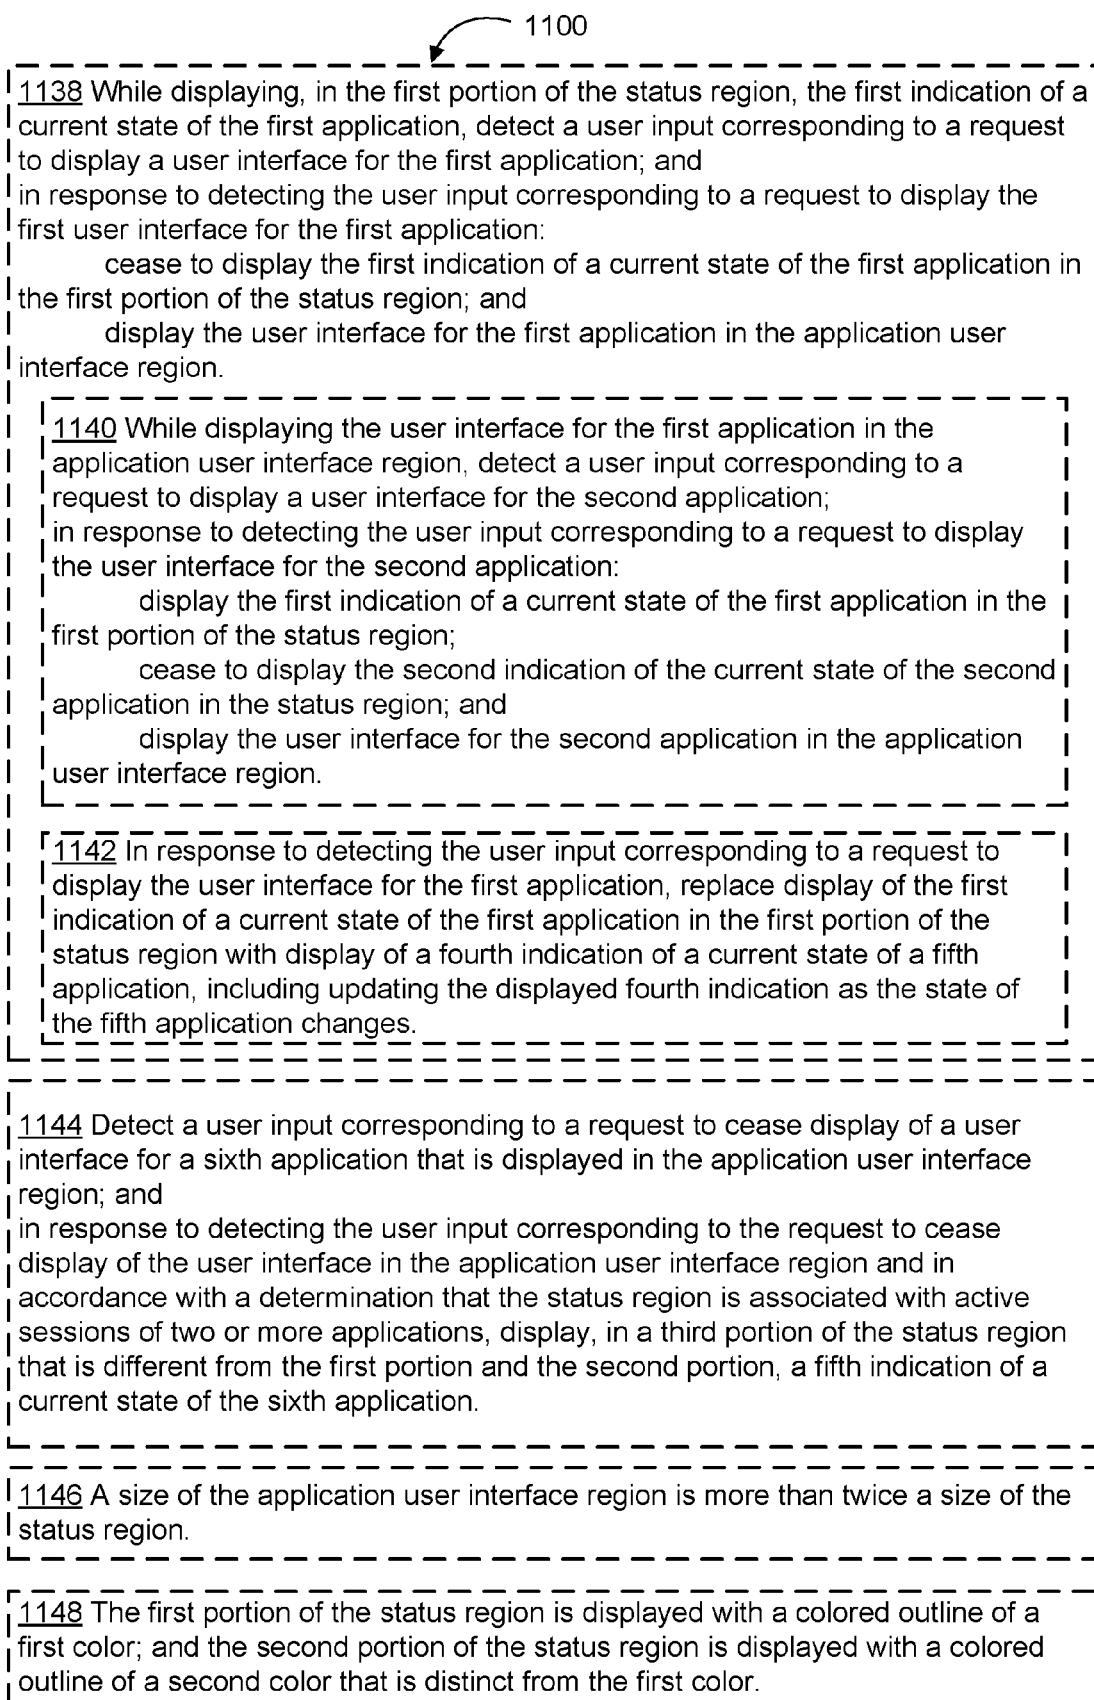 1100
1138 While displaying, in the first portion of the status region, the first indication of a
current state of the first application, detect a user input corresponding to a request
to display a user interface for the first application; and
in response to detecting the user input corresponding to a request to display the
first user interface for the first application:
cease to display the first indication of a current state of the first application in
the first portion of the status region; and
display the user interface for the first application in the application user
interface region.
1140 While displaying the user interface for the first application in the
application user interface region, detect a user input corresponding to a
request to display a user interface for the second application;
in response to detecting the user input corresponding to a request to display
the user interface for the second application:
display the first indication of a current state of the first application in the
first portion of the status region;
cease to display the second indication of the current state of the second
application in the status region; and
display the user interface for the second application in the application
user interface region.
1142 In response to detecting the user input corresponding to a request to
display the user interface for the first application, replace display of the first
indication of a current state of the first application in the first portion of the
status region with display of a fourth indication of a current state of a fifth
application, including updating the displayed fourth indication as the state of
the fifth application changes.
1144 Detect a user input corresponding to a request to cease display of a user
interface for a sixth application that is displayed in the application user interface
region; and
in response to detecting the user input corresponding to the request to cease
display of the user interface in the application user interface region and in
accordance with a determination that the status region is associated with active
sessions of two or more applications, display, in a third portion of the status region
that is different from the first portion and the second portion, a fifth indication of a
current state of the sixth application.
1146 A size of the application user interface region is more than twice a size of the
status region.
1148 The first portion of the status region is displayed with a colored outline of a
first color; and the second portion of the status region is displayed with a colored
outline of a second color that is distinct from the first color.